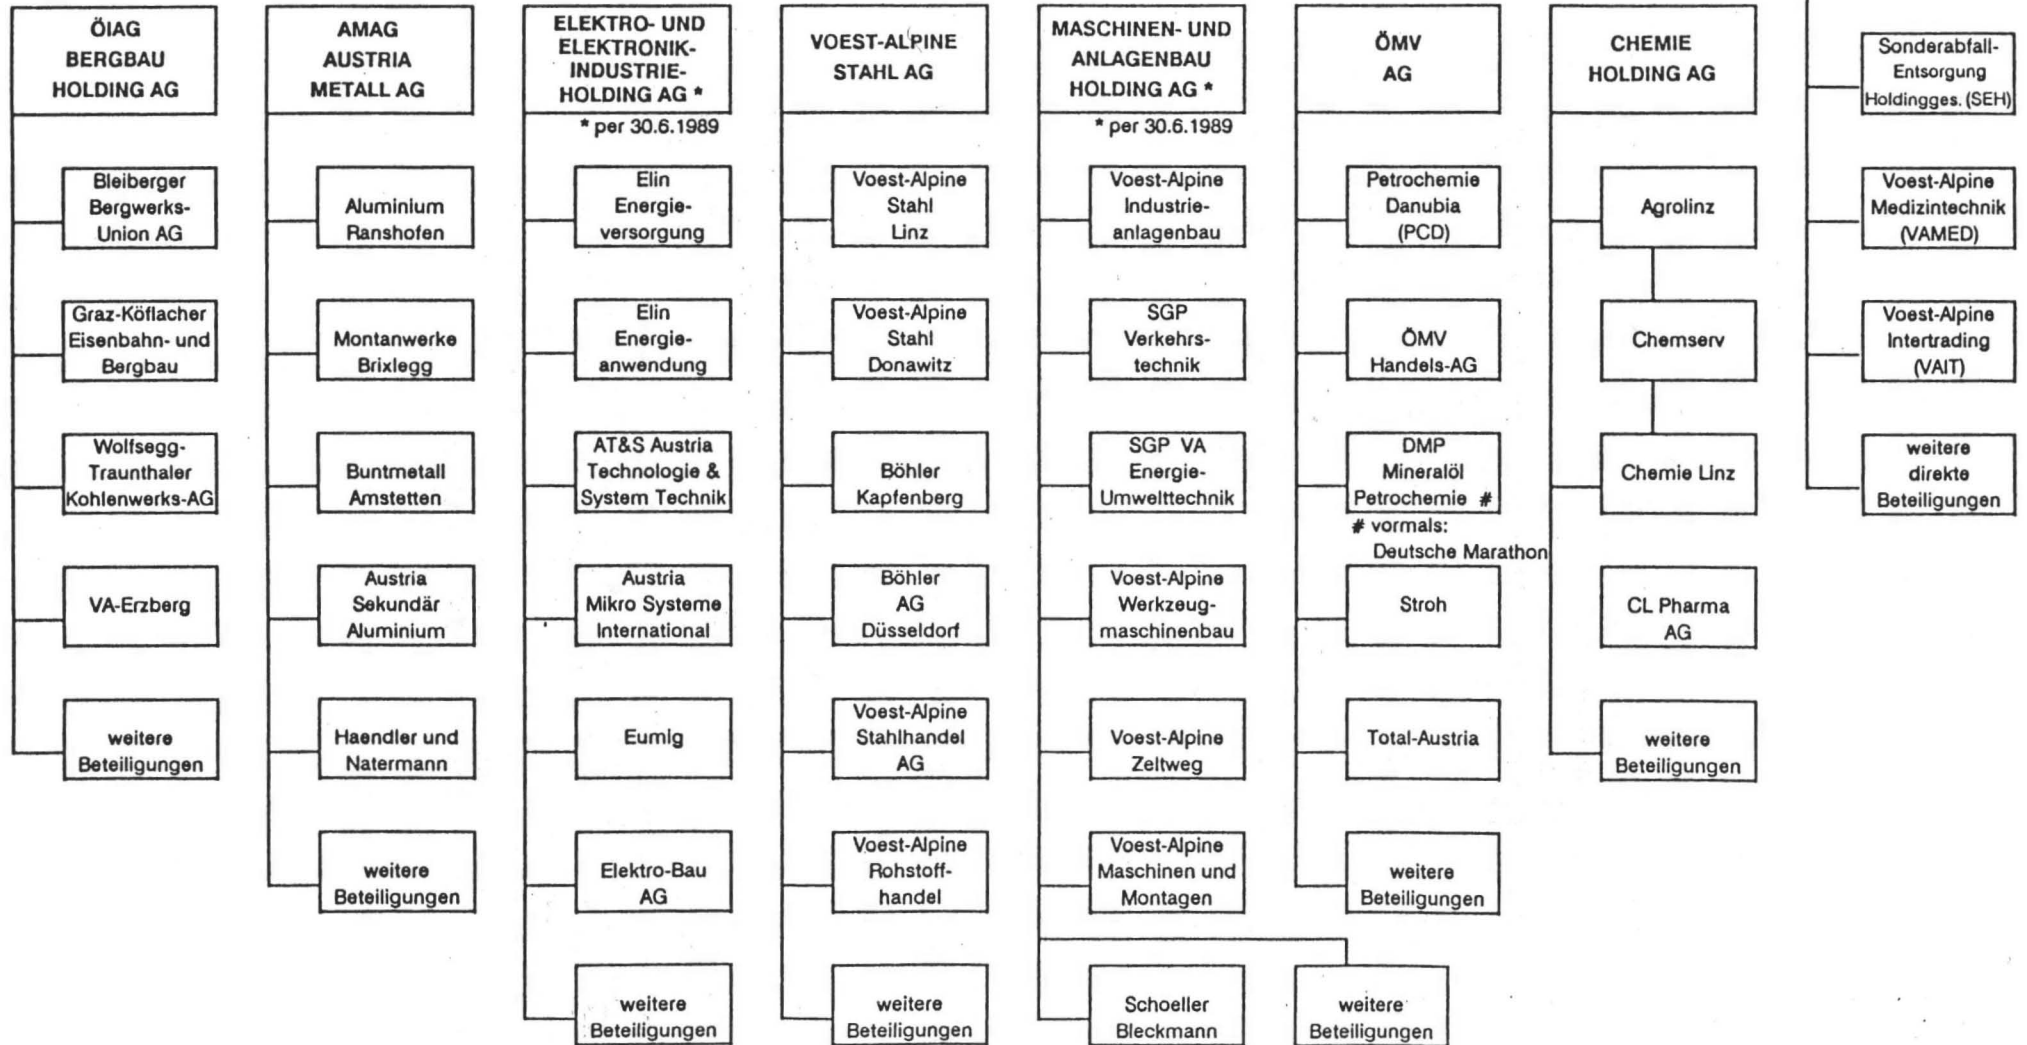 ÖIAG
BERGBAU
HOLDING AG
Bleiberger
Bergwerks-
Union AG
Graz-Köflacher
Eisenbahn- und
Bergbau
Wolfsegg-
Traunthaler
Kohlenwerks-AG
VA-Erzberg
weitere
Beteiligungen
AMAG
AUSTRIA
METALL AG
Aluminium
Ranshofen
Montanwerke
Brixlegg
Buntmetall
Amstetten
Austria
Sekundär
Aluminium
Haendler und
Natermann
weitere
Beteiligungen
ELEKTRO- UND
ELEKTRONIK-
INDUSTRIE-
HOLDING AG *
* per 30.6.1989
Elin
Energie-
versorgung
Elin
Energie-
anwendung
AT&S Austria
Technologie &
System Technik
Austria
Mikro Systeme
International
Eumig
Elektro-Bau
AG
weitere
Beteiligungen
VOEST-ALPINE
STAHL AG
Voest-Alpine
Stahl
Linz
Voest-Alpine
Stahl
Donawitz
Böhler
Kapfenberg
Böhler
AG
Düsseldorf
Voest-Alpine
Stahlhandel
AG
Voest-Alpine
Rohstoff-
handel
weitere
Beteiligungen
MASCHINEN- UND
ANLAGENBAU
HOLDING AG *
* per 30.6.1989
Voest-Alpine
Industrie-
anlagenbau
SGP
Verkehrs-
technik
SGP VA
Energie-
Umwelttechnik
Voest-Alpine
Werkzeug-
maschinenbau
Voest-Alpine
Zeltweg
Voest-Alpine
Maschinen und
Montagen
Schoeller
Bleckmann
weitere
Beteiligungen
ÖMV
AG
Petrochemie
Danubia
(PCD)
ÖMV
Handels-AG
DMP
Mineralöl
Petrochemie #
# vormals:
Deutsche Marathon
Stroh
Total-Austria
weitere
Beteiligungen
CHEMIE
HOLDING AG
Agrolinz
Chemserv
Chemie Linz
CL Pharma
AG
weitere
Beteiligungen
Sonderabfall-
Entsorgung
Holdingges. (SEH)
Voest-Alpine
Medizintechnik
(VAMED)
Voest-Alpine
Intertrading
(VAIT)
weitere
direkte
Beteiligungen